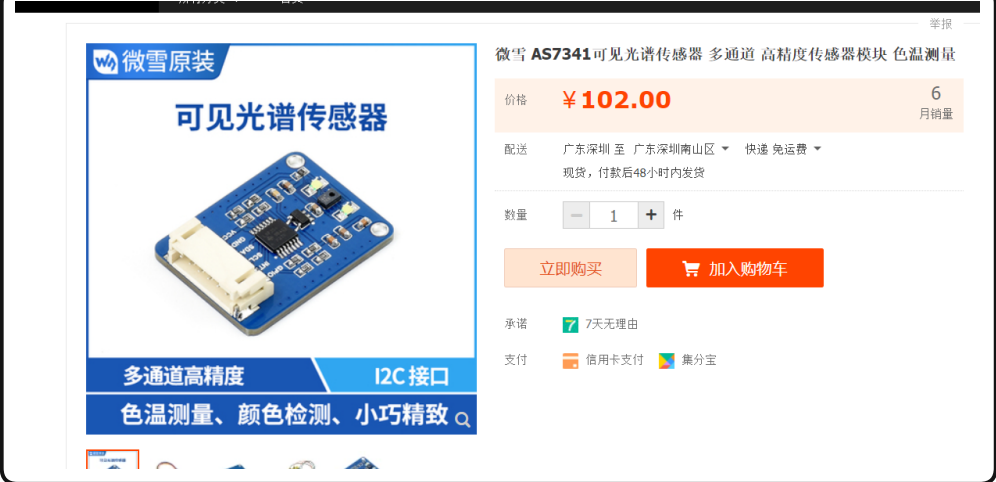 举报
微雪原装
可见光谱传感器
多通道高精度
I2C 接口
色温测量、颜色检测、小巧精致
微雪 AS7341可见光谱传感器 多通道 高精度传感器模块 色温测量
价格
¥102.00
6
月销量
配送
广东深圳 至 广东深圳南山区 快递 免运费
现货，付款后48小时内发货
数量
1
件
立即购买
加入购物车
承诺
7天无理由
支付
信用卡支付
集分宝